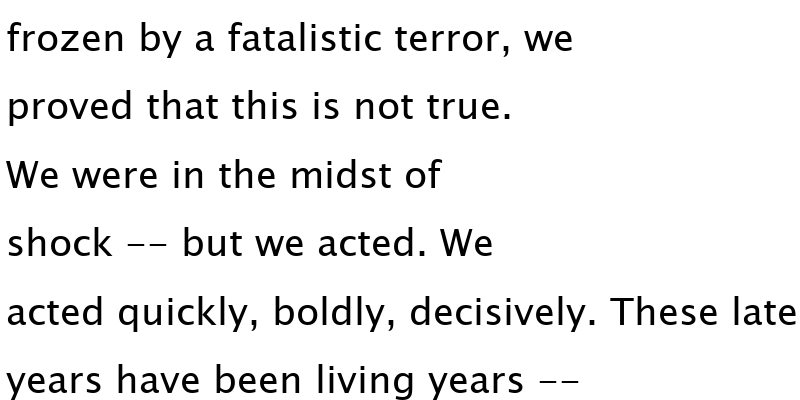 frozen by a fatalistic terror, we
proved that this is not true.
We were in the midst of
shock -- but we acted. We
acted quickly, boldly, decisively. These late
years have been living years --